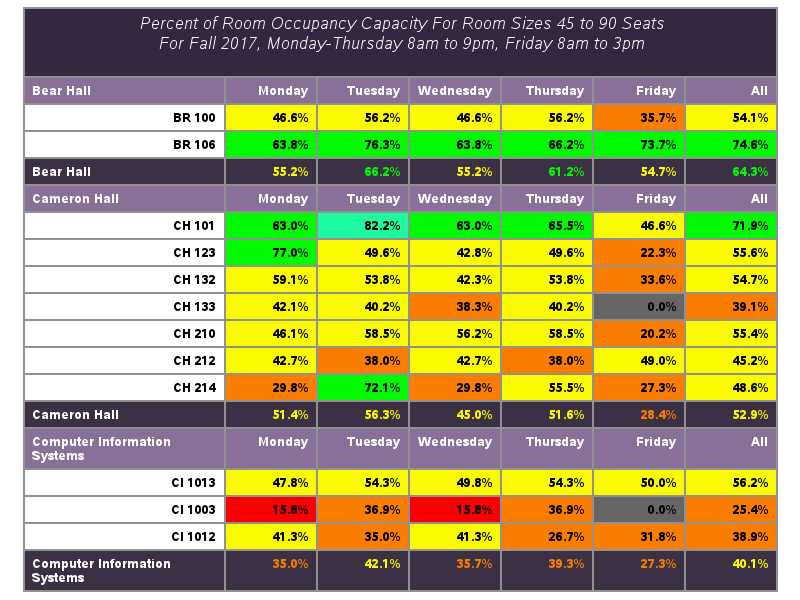 Percent of Room Occupancy Capacity For Room Sizes 45 to 90 Seats
For Fall 2017, Monday-Thursday 8am to 9pm, Friday 8am to 3pm
Bear Hall Monday Tuesday Wednesday Thursday Friday All
BR 100 46.6% 56.2% 46.6% 56.2% 35.7% 54.1%
BR 106 63.8% 76.3% 63.8% 66.2% 73.7% 74.6%
Bear Hall 55.2% 66.2% 55.2% 61.2% 54.7% 64.3%
Cameron Hall Monday Tuesday Wednesday Thursday Friday All
CH 101 63.0% 82.2% 63.0% 65.5% 46.6% 71.9%
CH 123 77.0% 49.6% 42.8% 49.6% 22.3% 55.6%
CH 132 59.1% 53.8% 42.3% 53.8% 33.6% 54.7%
CH 133 42.1% 40.2% 38.3% 40.2% 0.0% 39.1%
CH 210 46.1% 58.5% 56.2% 58.5% 20.2% 55.4%
CH 212 42.7% 38.0% 42.7% 38.0% 49.0% 45.2%
CH 214 29.8% 72.1% 29.8% 55.5% 27.3% 48.6%
Cameron Hall 51.4% 56.3% 45.0% 51.6% 28.4% 52.9%
Computer Information Monday Tuesday Wednesday Thursday Friday All
Systems
CI 1013 47.8% 54.3% 49.8% 54.3% 50.0% 56.2%
CI 1003 15.8% 36.9% 15.8% 36.9% 0.0% 25.4%
CI 1012 41.3% 35.0% 41.3% 26.7% 31.8% 38.9%
Computer Information 35.0% 42.1% 35.7% 39.3% 27.3% 40.1%
Systems